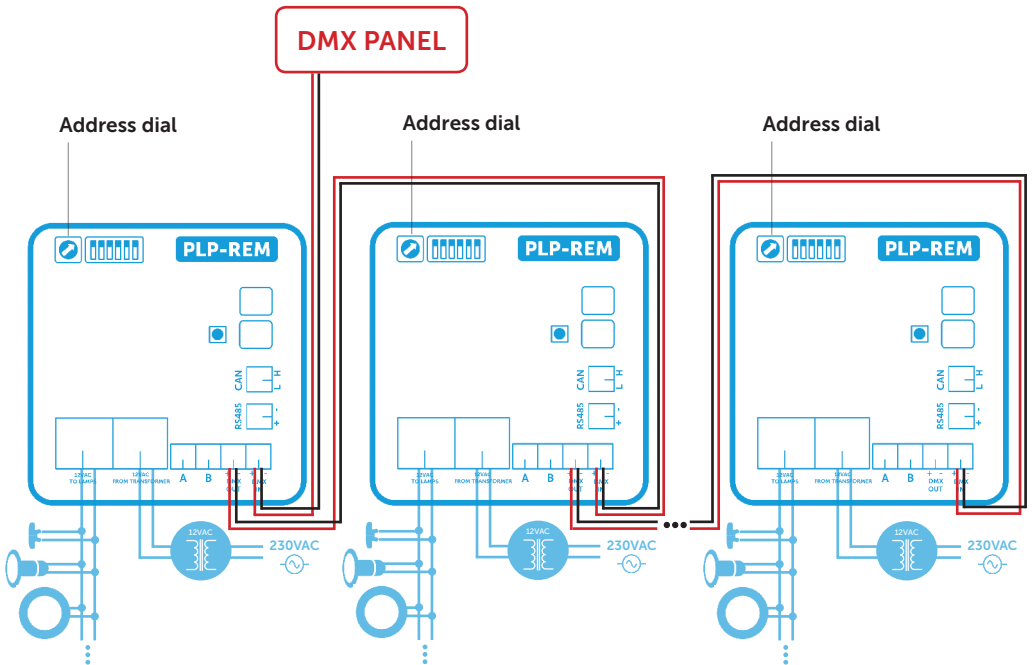 DMX PANEL
Address dial
Address dial
Address dial
PLP-REM
PLP-REM
PLP-REM
CAN
H
L
CAN
H
L
CAN
H
L
RS485
-
+
RS485
-
+
RS485
-
+
12VAC
TO LAMPS
12VAC
FROM TRANSFORMER
A
B
+ -
DMX
OUT
+ -
DMX
IN
12VAC
TO LAMPS
12VAC
FROM TRANSFORMER
A
B
+ -
DMX
OUT
+ -
DMX
IN
12VAC
TO LAMPS
12VAC
FROM TRANSFORMER
A
B
+ -
DMX
OUT
+ -
DMX
IN
12VAC
230VAC
12VAC
230VAC
12VAC
230VAC